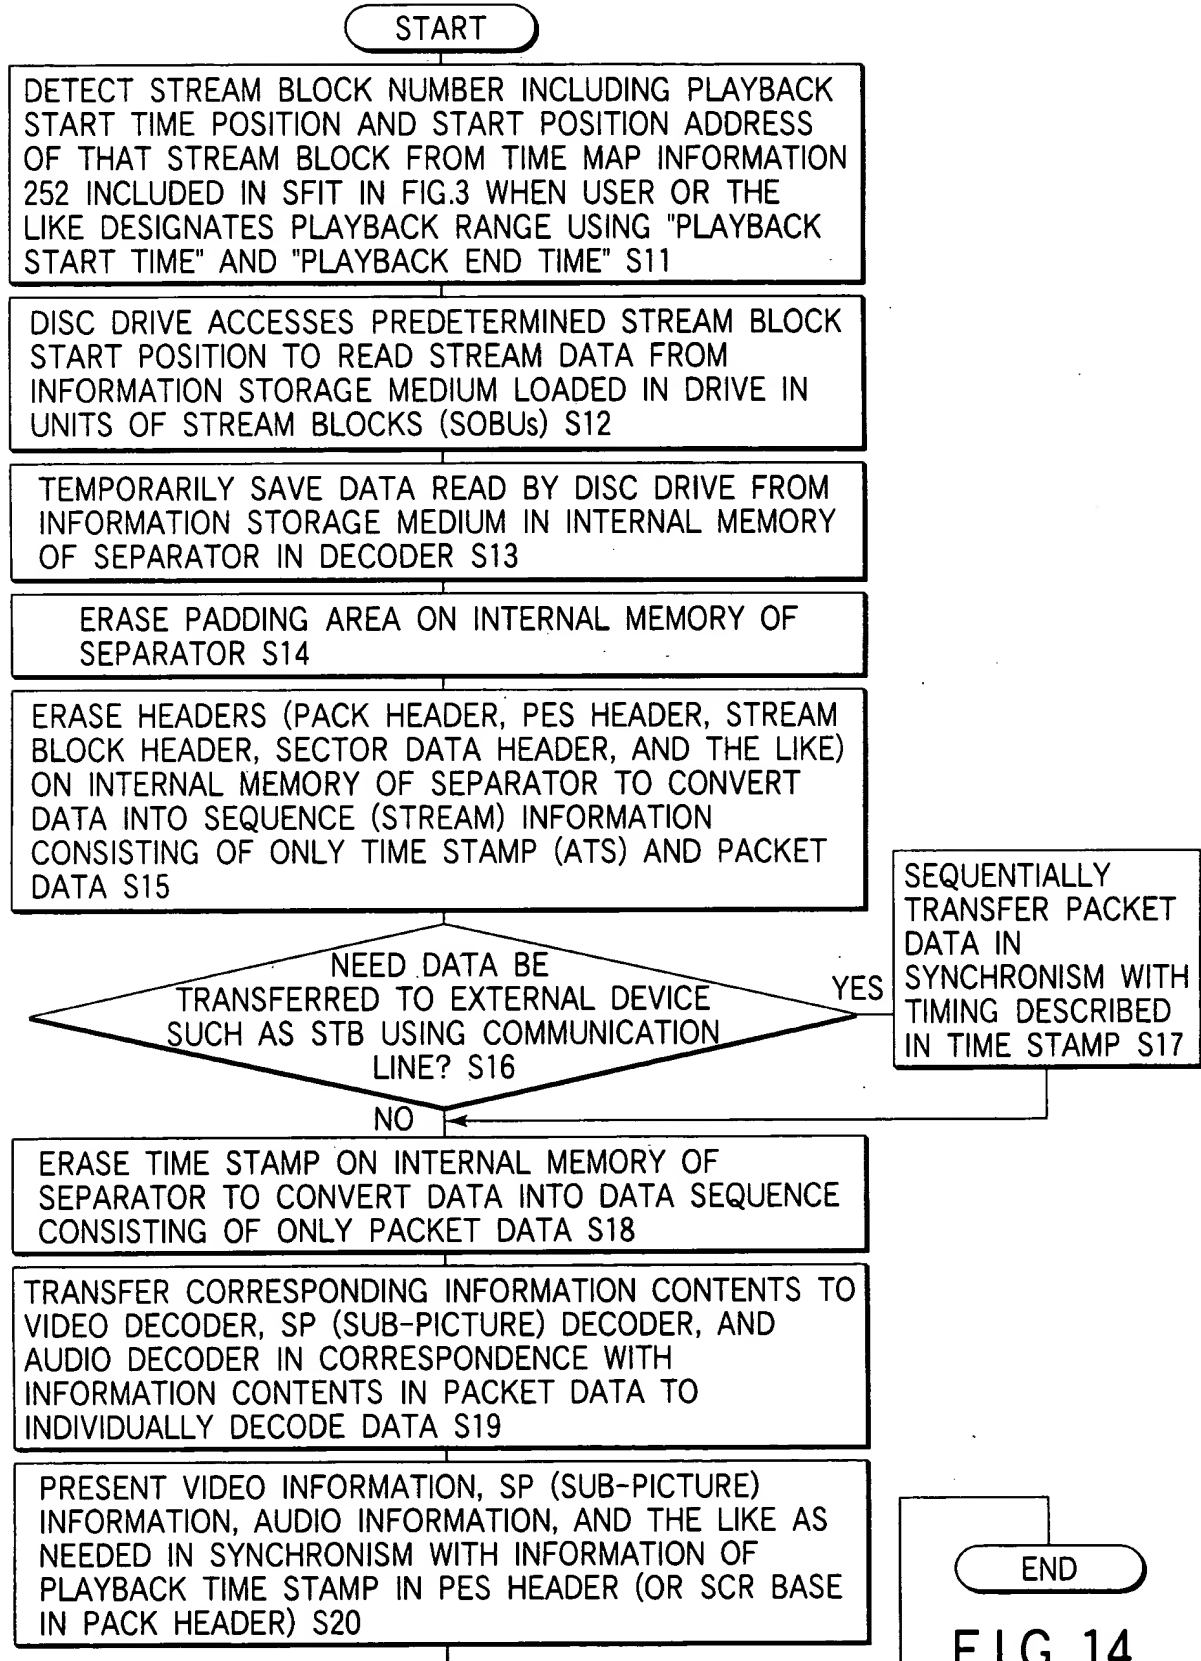 START
DETECT STREAM BLOCK NUMBER INCLUDING PLAYBACK
START TIME POSITION AND START POSITION ADDRESS
OF THAT STREAM BLOCK FROM TIME MAP INFORMATION
252 INCLUDED IN SFIT IN FIG.3 WHEN USER OR THE
LIKE DESIGNATES PLAYBACK RANGE USING "PLAYBACK
START TIME" AND "PLAYBACK END TIME" S11
DISC DRIVE ACCESSES PREDETERMINED STREAM BLOCK
START POSITION TO READ STREAM DATA FROM
INFORMATION STORAGE MEDIUM LOADED IN DRIVE IN
UNITS OF STREAM BLOCKS (SOBUs) S12
TEMPORARILY SAVE DATA READ BY DISC DRIVE FROM
INFORMATION STORAGE MEDIUM IN INTERNAL MEMORY
OF SEPARATOR IN DECODER S13
ERASE PADDING AREA ON INTERNAL MEMORY OF
SEPARATOR S14
ERASE HEADERS (PACK HEADER, PES HEADER, STREAM
BLOCK HEADER, SECTOR DATA HEADER, AND THE LIKE)
ON INTERNAL MEMORY OF SEPARATOR TO CONVERT
DATA INTO SEQUENCE (STREAM) INFORMATION
CONSISTING OF ONLY TIME STAMP (ATS) AND PACKET
DATA S15
NEED DATA BE
TRANSFERRED TO EXTERNAL DEVICE
SUCH AS STB USING COMMUNICATION
LINE? S16
YES
SEQUENTIALLY
TRANSFER PACKET
DATA IN
SYNCHRONISM WITH
TIMING DESCRIBED
IN TIME STAMP S17
NO
ERASE TIME STAMP ON INTERNAL MEMORY OF
SEPARATOR TO CONVERT DATA INTO DATA SEQUENCE
CONSISTING OF ONLY PACKET DATA S18
TRANSFER CORRESPONDING INFORMATION CONTENTS TO
VIDEO DECODER, SP (SUB-PICTURE) DECODER, AND
AUDIO DECODER IN CORRESPONDENCE WITH
INFORMATION CONTENTS IN PACKET DATA TO
INDIVIDUALLY DECODE DATA S19
PRESENT VIDEO INFORMATION, SP (SUB-PICTURE)
INFORMATION, AUDIO INFORMATION, AND THE LIKE AS
NEEDED IN SYNCHRONISM WITH INFORMATION OF
PLAYBACK TIME STAMP IN PES HEADER (OR SCR BASE
IN PACK HEADER) S20
END
FIG. 14